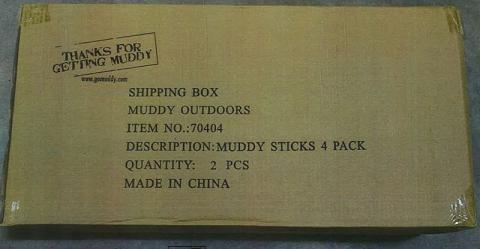 THANKS FOR
GETTING MUDDY
www.gomuddy.com
SHIPPING BOX
MUDDY OUTDOORS
ITEM NO.:70404
DESCRIPTION:MUDDY STICKS 4 PACK
QUANTITY: 2 PCS
MADE IN CHINA